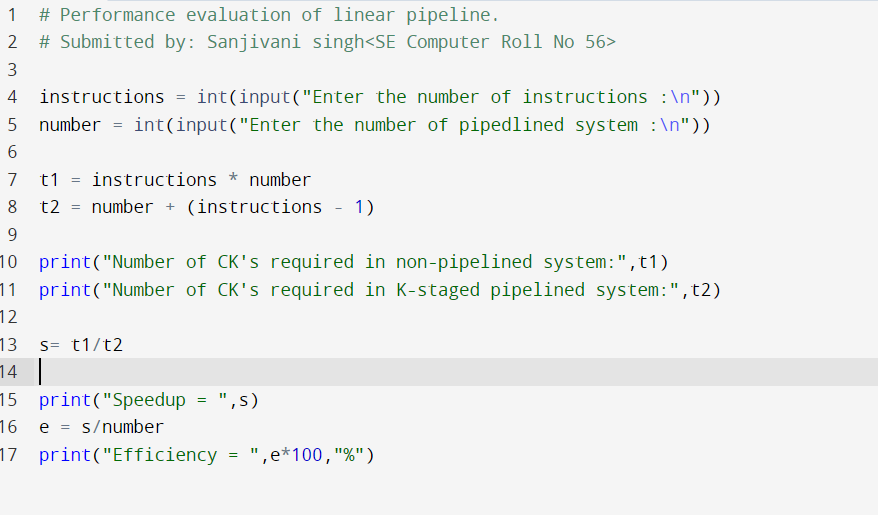 1 # Performance evaluation of linear pipeline.
2 # Submitted by: Sanjivani singh<SE Computer Roll No 56>
3
4 instructions = int(input("Enter the number of instructions :\n"))
5 number = int(input("Enter the number of pipedlined system :\n"))
6
7 t1 = instructions * number
8 t2 = number + (instructions - 1)
9
10 print("Number of CK's required in non-pipelined system:",t1)
11 print("Number of CK's required in K-staged pipelined system:",t2)
12
13 s= t1/t2
14
15 print("Speedup = ",s)
16 e = s/number
17 print("Efficiency = ",e*100,"%")